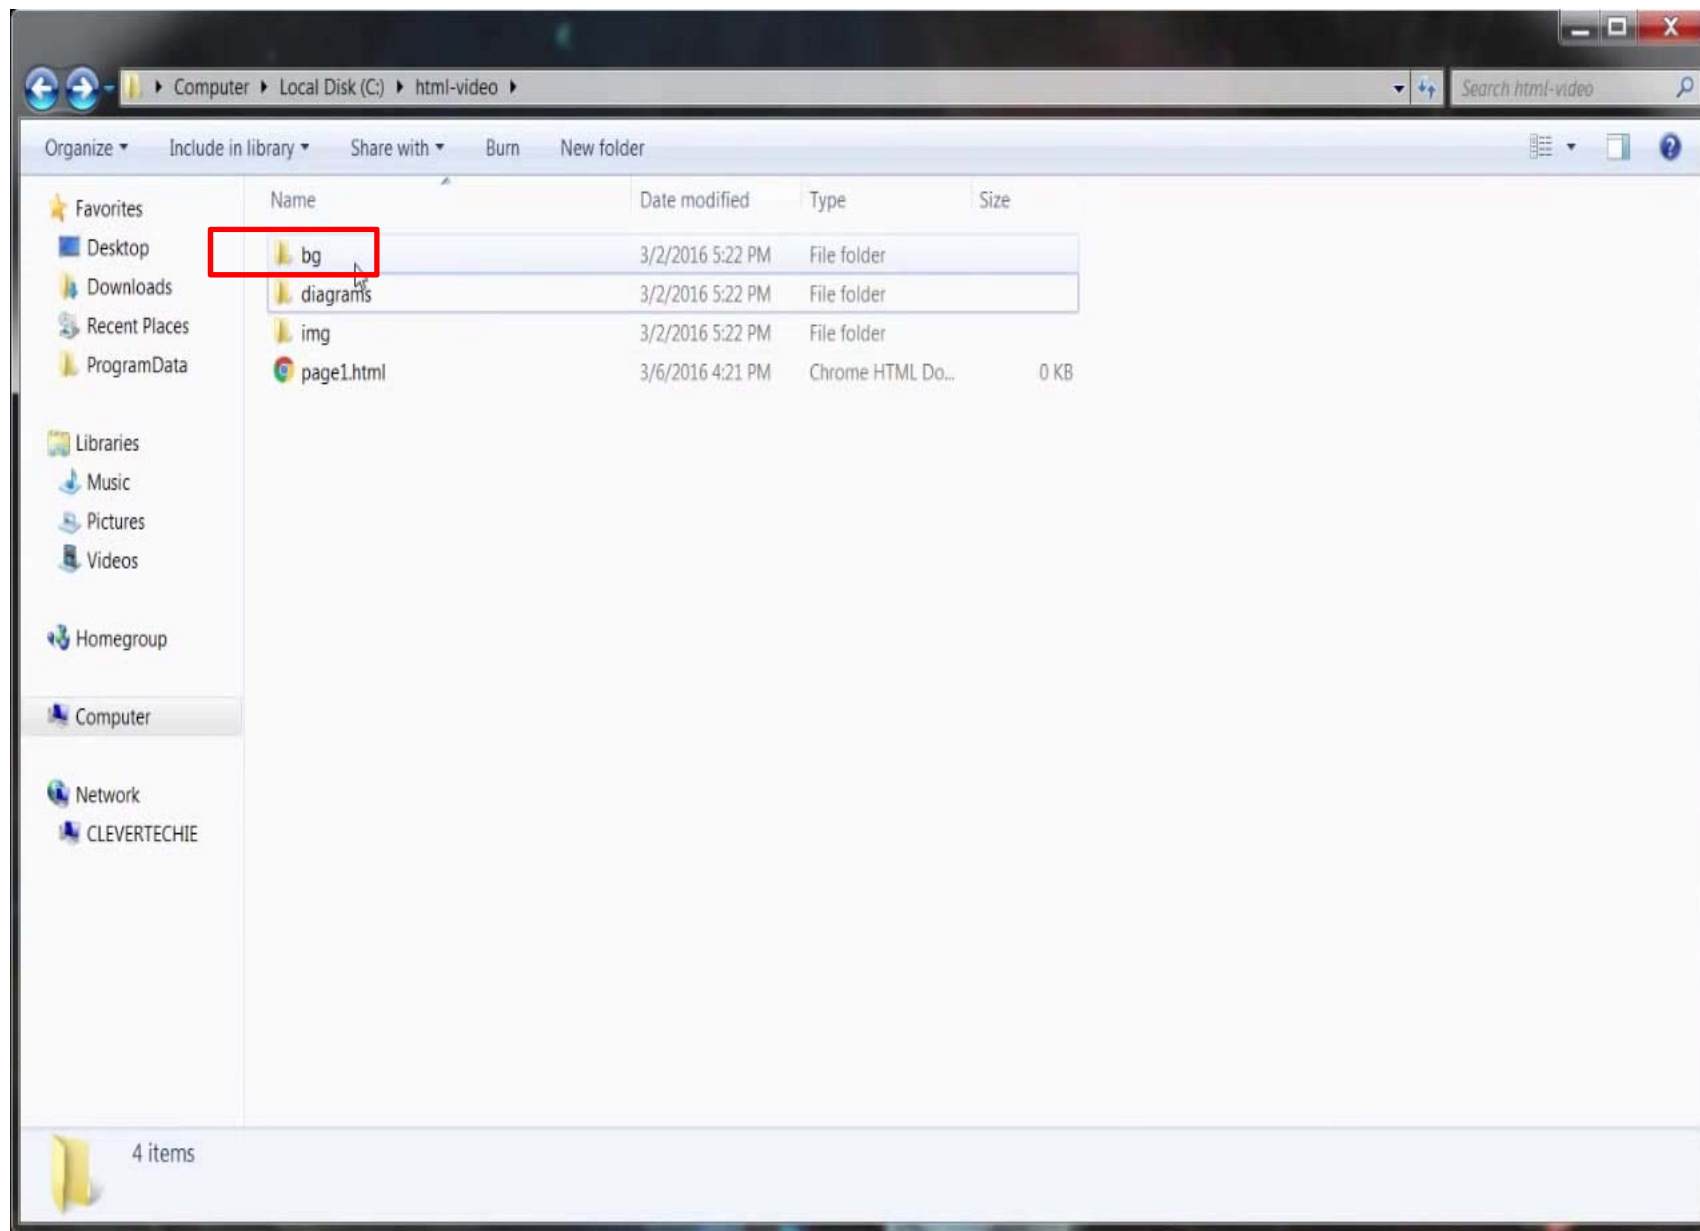 Computer Local Disk (C:) html-video
Search html-video
Organize Include in library Share with Burn New folder
Favorites
Desktop
Downloads
Recent Places
ProgramData
Libraries
Music
Pictures
Videos
Homegroup
Computer
Network
CLEVERTECHIE
Name Date modified Type Size
bg 3/2/2016 5:22 PM File folder
diagrams 3/2/2016 5:22 PM File folder
img 3/2/2016 5:22 PM File folder
page1.html 3/6/2016 4:21 PM Chrome HTML Do... 0 KB
4 items